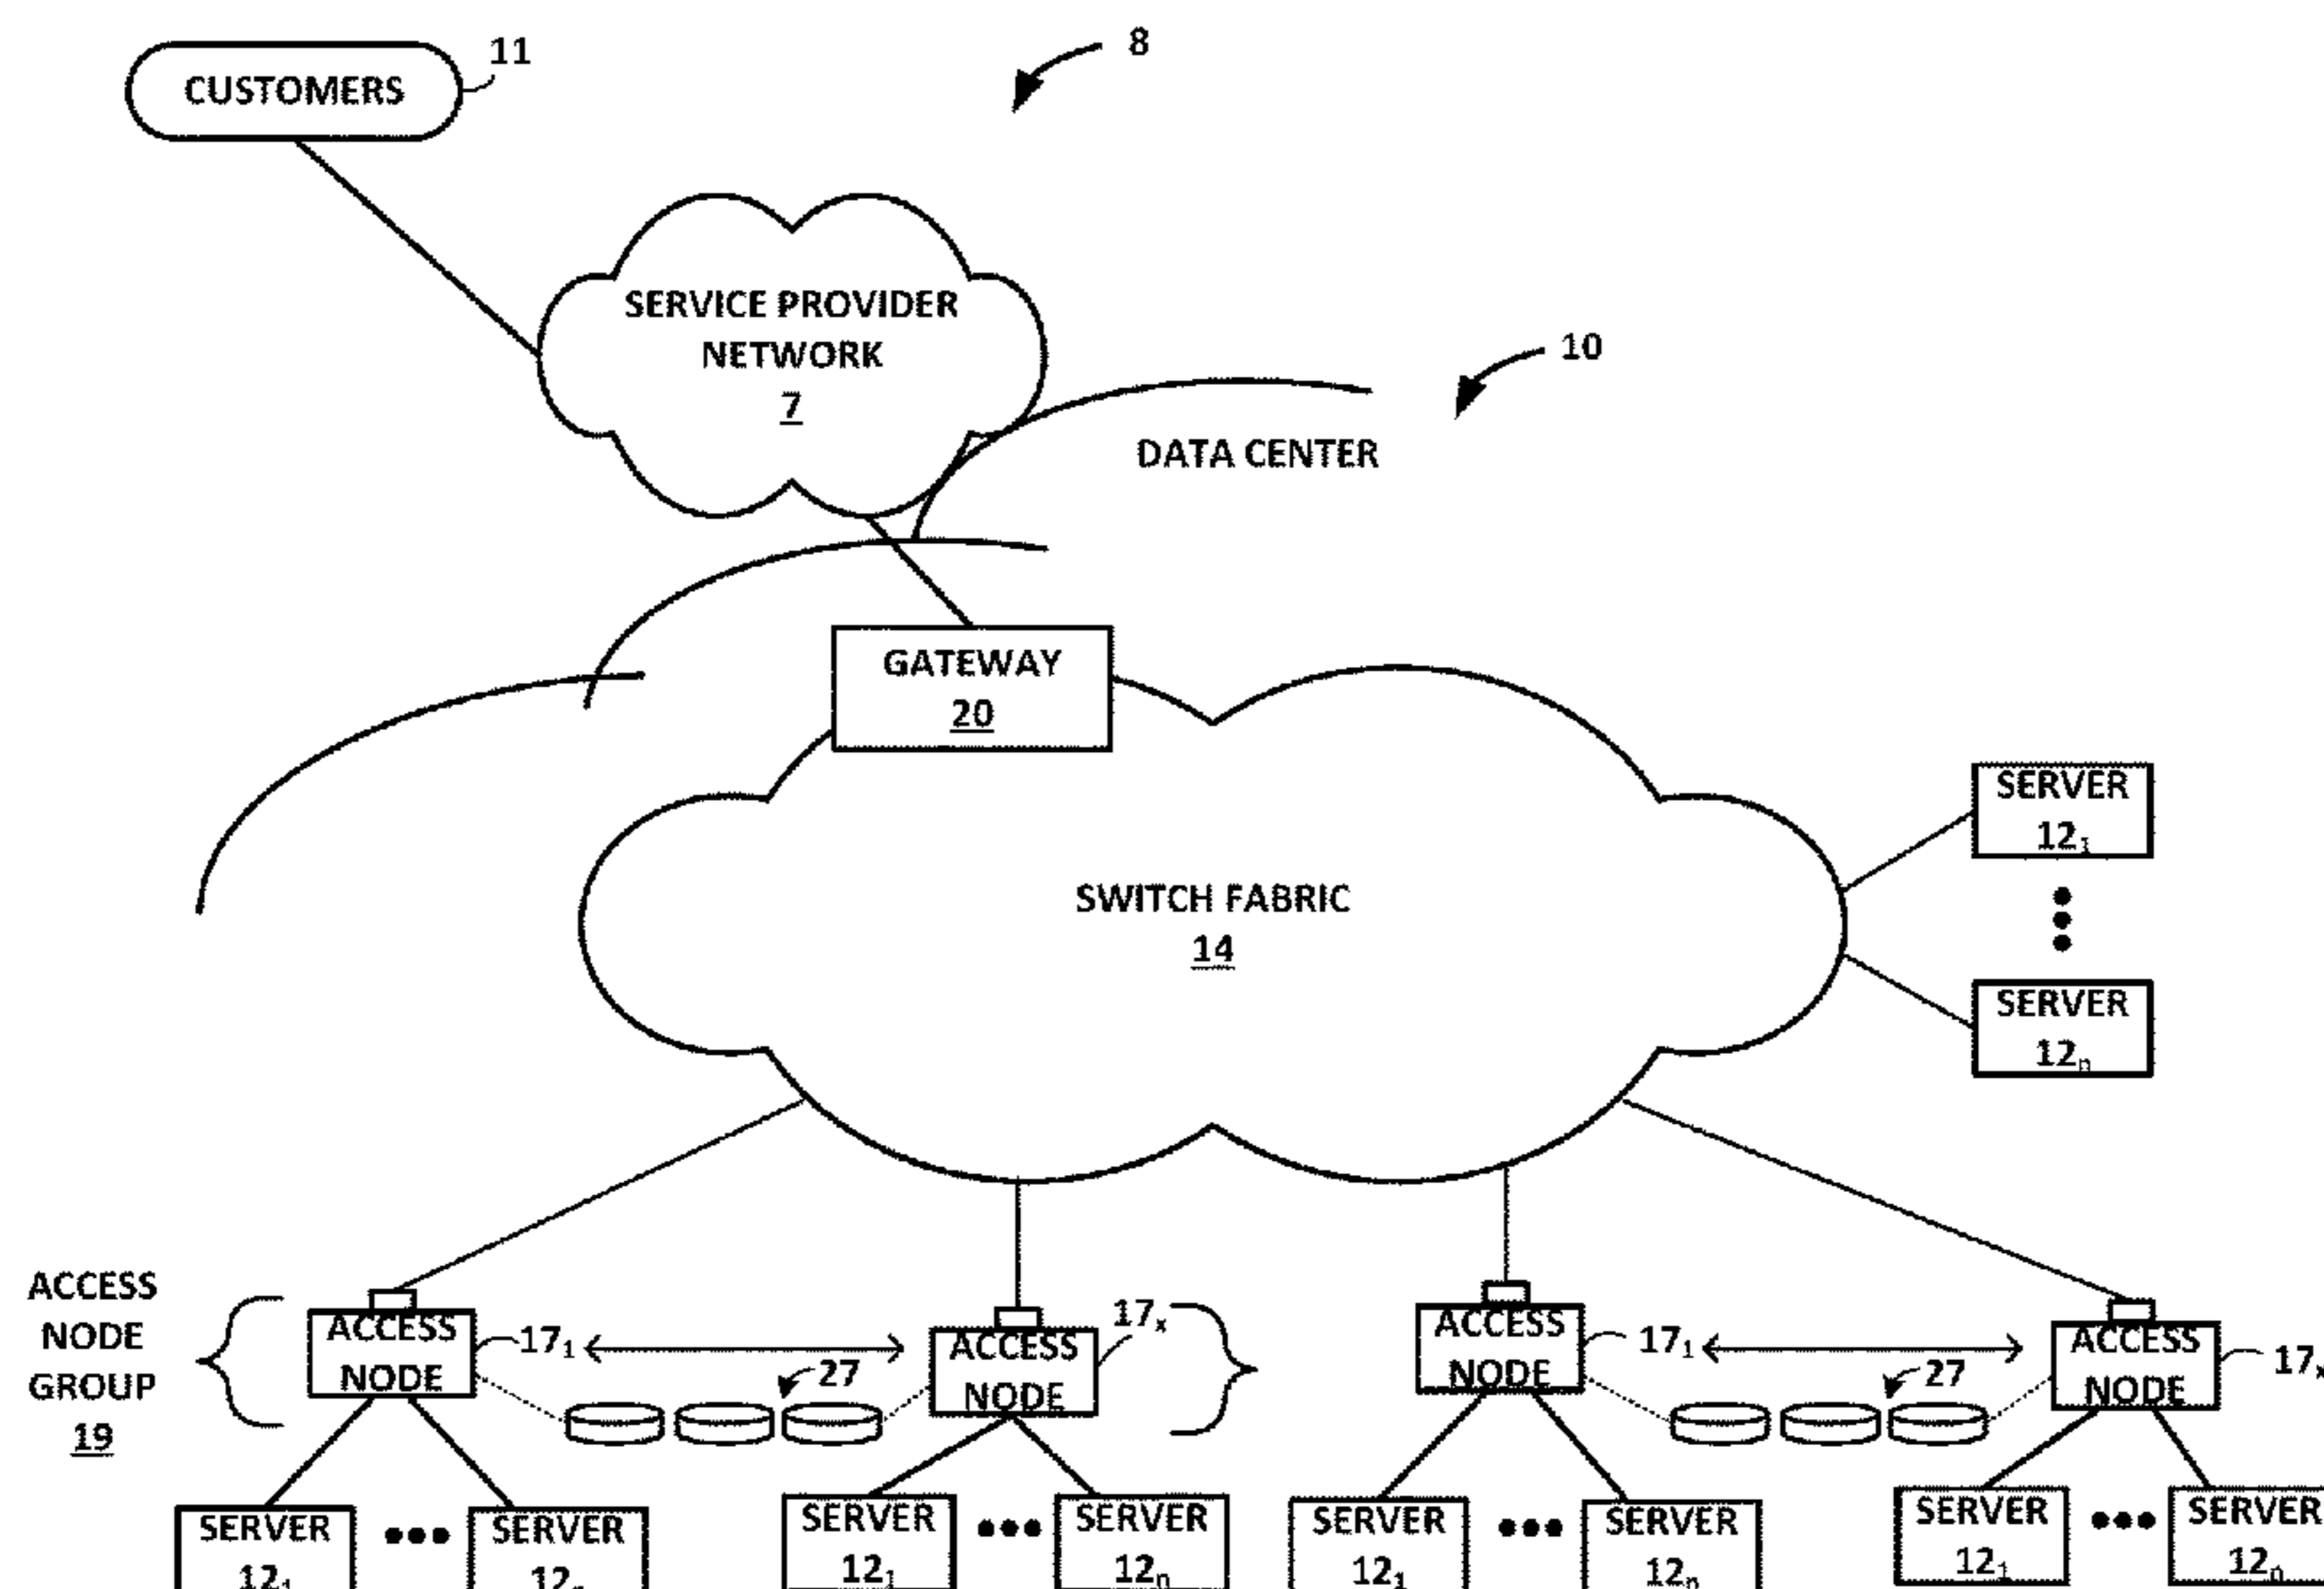 CUSTOMERS
11
8
SERVICE PROVIDER
NETWORK
7
10
DATA CENTER
GATEWAY
20
SWITCH FABRIC
14
SERVER
12₁
SERVER
12ₙ
ACCESS
NODE
GROUP
19
ACCESS
NODE
17₁
27
ACCESS
NODE
17ₓ
ACCESS
NODE
17₁
27
ACCESS
NODE
17ₓ
SERVER
12₁
SERVER
12ₙ
SERVER
12₁
SERVER
12ₙ
SERVER
12₁
SERVER
12ₙ
SERVER
12₁
SERVER
12ₙ